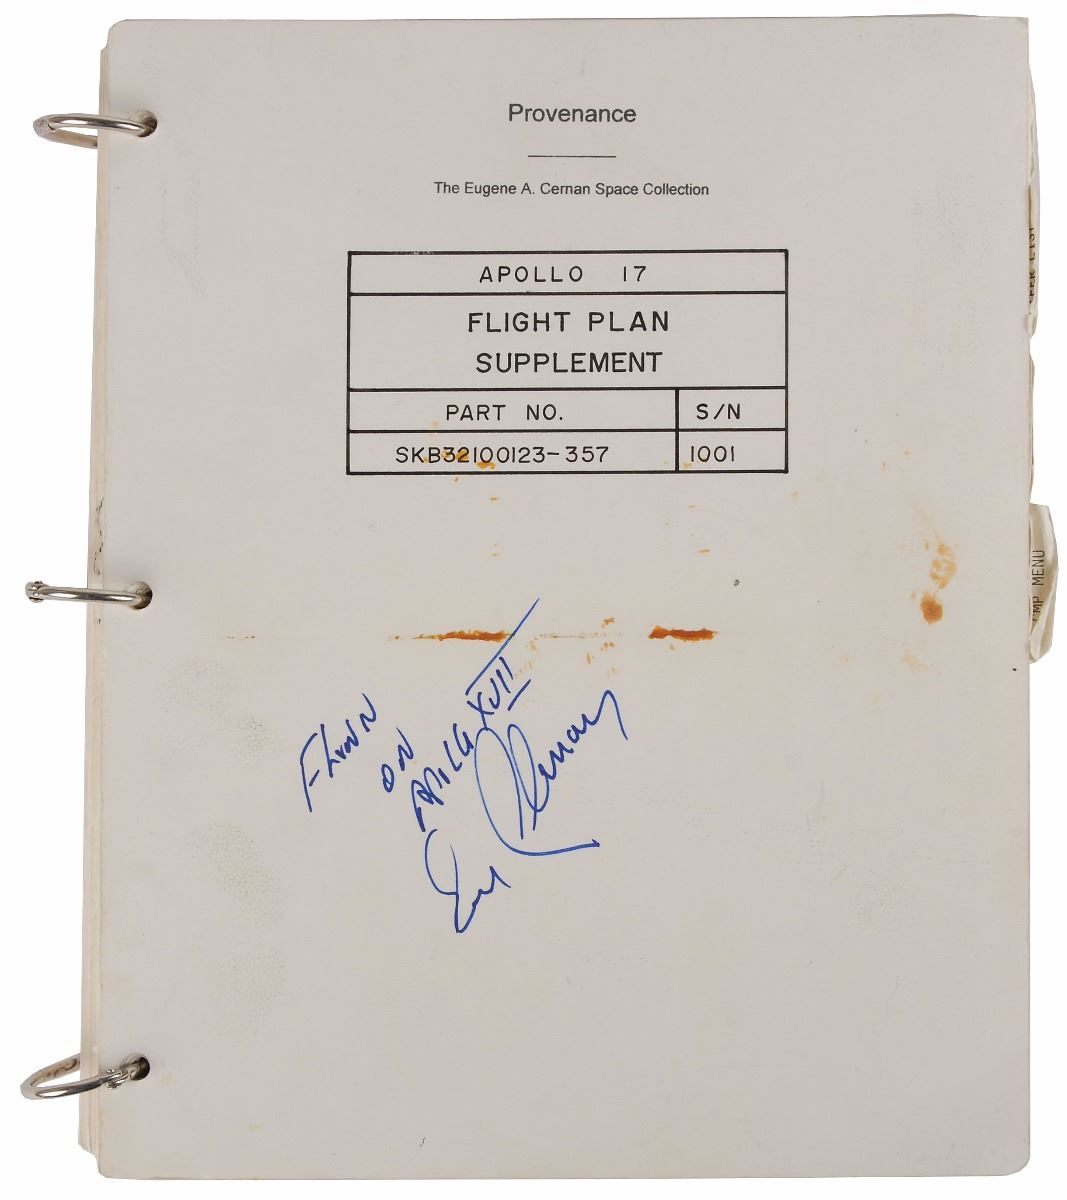 Provenance
The Eugene A. Cernan Space Collection
APOLLO 17
FLIGHT PLAN
SUPPLEMENT
PART NO. S/N
SKB32100123-357 1001
CMP MENU
FLOWN
ON
APOLLO XVII
Gene Cernan